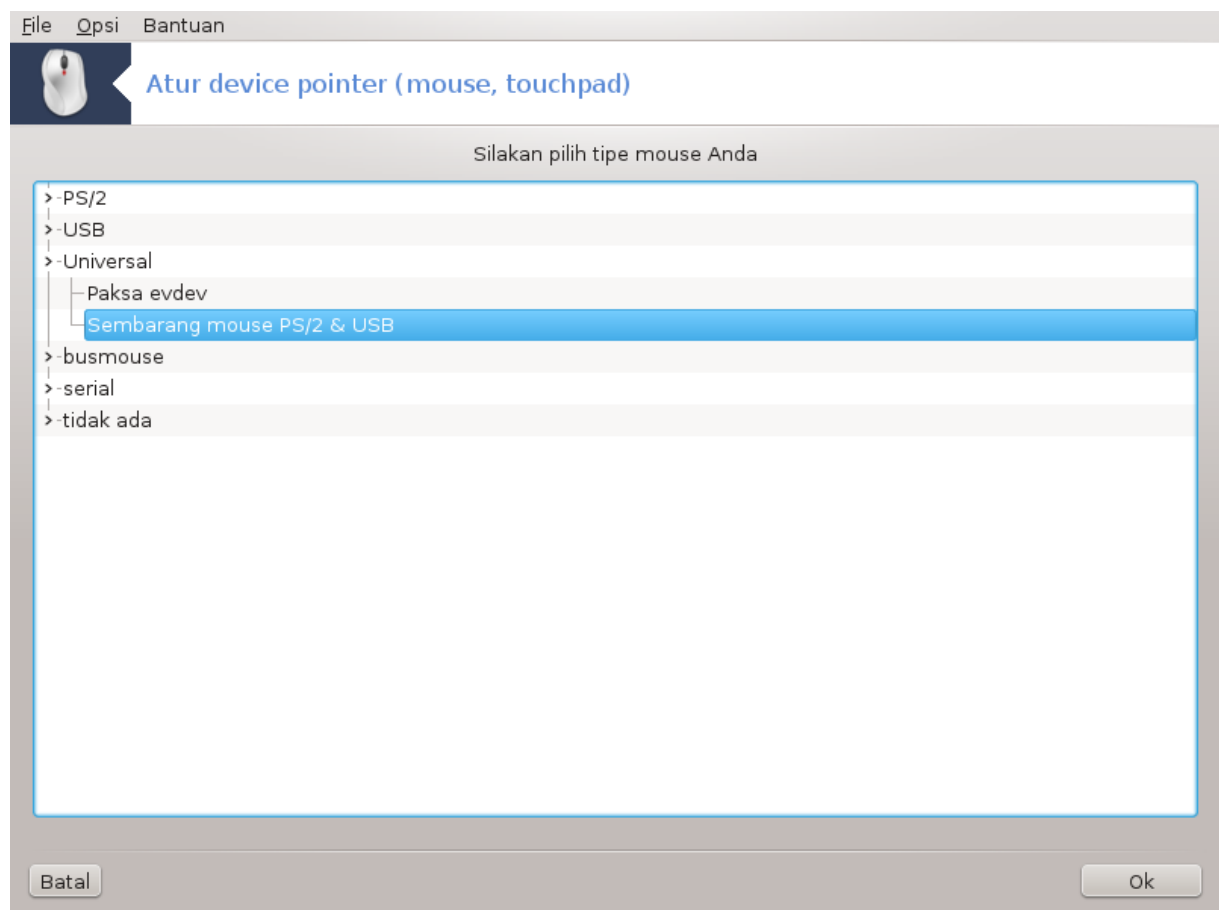 File Opsi Bantuan
Atur device pointer (mouse, touchpad)
Silakan pilih tipe mouse Anda
PS/2
USB
Universal
Paksa evdev
Sembarang mouse PS/2 & USB
busmouse
serial
tidak ada
Batal Ok